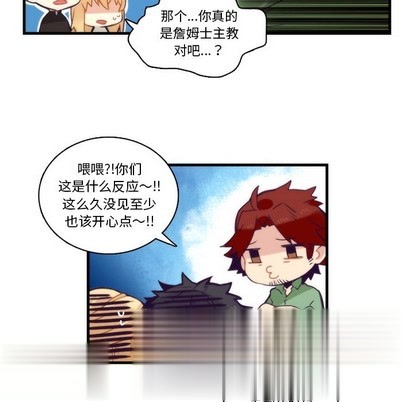 那个...你真的
是詹姆士主教
对吧...?
喂喂?!你们
这是什么反应～!!
这么久没见至少
也该开心点～!!